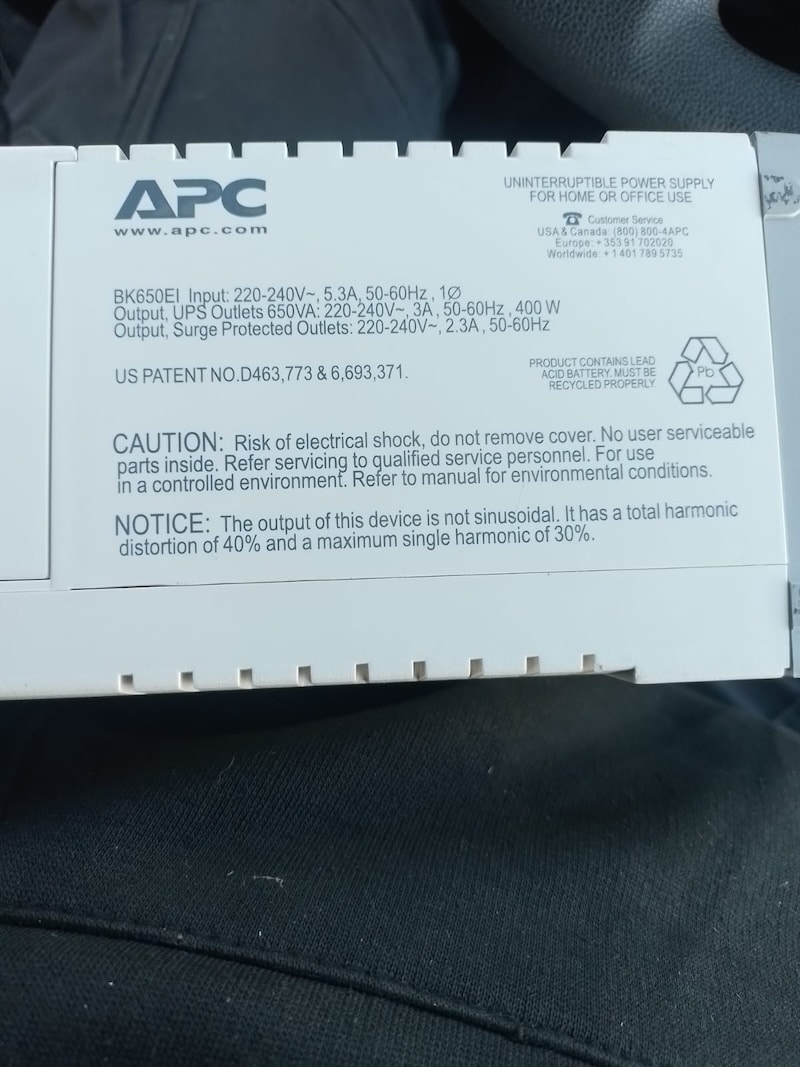 APC
www.apc.com
UNINTERRUPTIBLE POWER SUPPLY
FOR HOME OR OFFICE USE
☎ Customer Service
USA & Canada: (800) 800-4APC
Europe: + 353 91 702020
Worldwide: + 1 401 789 5735
BK650EI Input: 220-240V~, 5.3A, 50-60Hz , 1Ø
Output, UPS Outlets 650VA: 220-240V~, 3A , 50-60Hz , 400 W
Output, Surge Protected Outlets: 220-240V~, 2.3A , 50-60Hz
US PATENT NO.D463,773 & 6,693,371.
PRODUCT CONTAINS LEAD
ACID BATTERY. MUST BE
RECYCLED PROPERLY
Pb
CAUTION: Risk of electrical shock, do not remove cover. No user serviceable
parts inside. Refer servicing to qualified service personnel. For use
in a controlled environment. Refer to manual for environmental conditions.
NOTICE: The output of this device is not sinusoidal. It has a total harmonic
distortion of 40% and a maximum single harmonic of 30%.